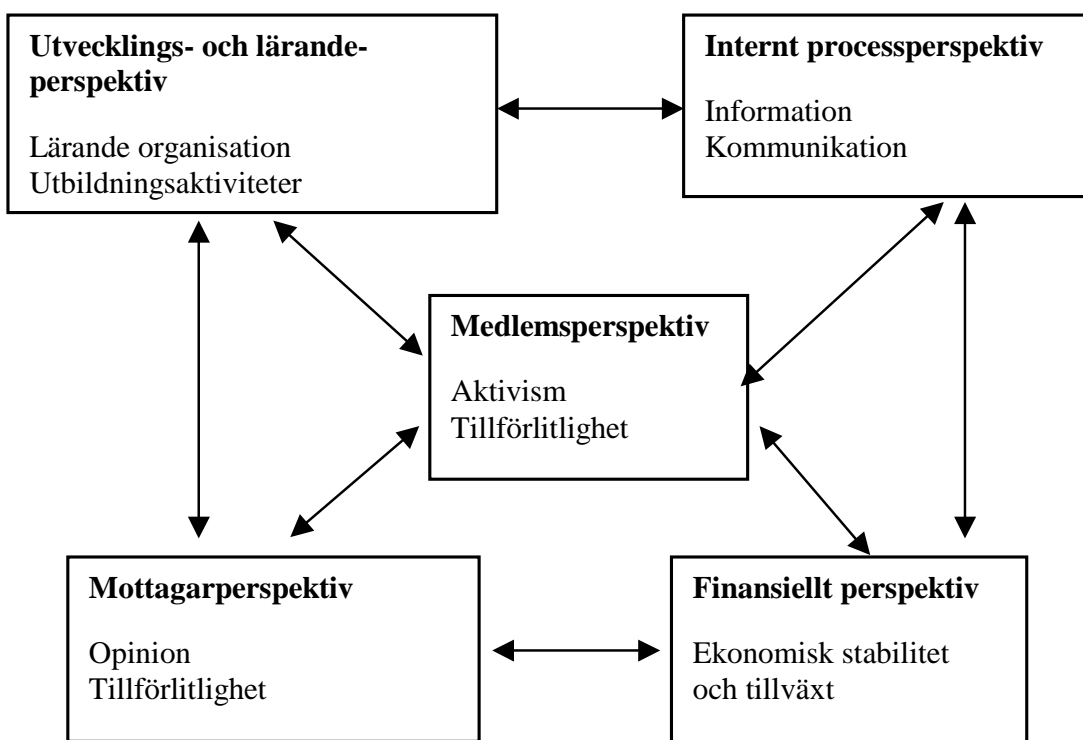 Utvecklings- och lärande-
perspektiv
Lärande organisation
Utbildningsaktiviteter
Internt processperspektiv
Information
Kommunikation
Medlemsperspektiv
Aktivism
Tillförlitlighet
Mottagarperspektiv
Opinion
Tillförlitlighet
Finansiellt perspektiv
Ekonomisk stabilitet
och tillväxt